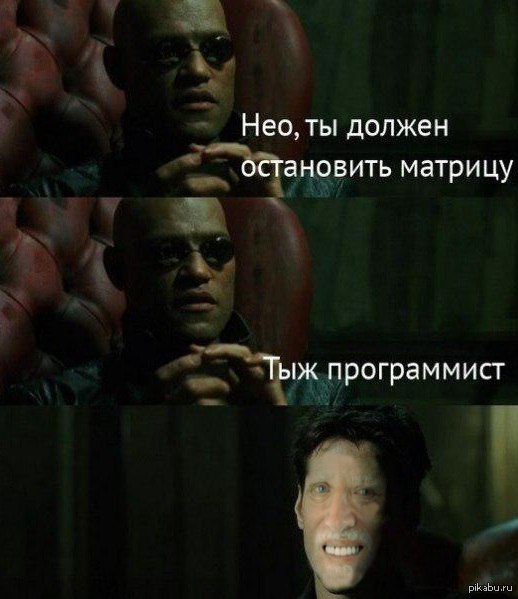 Нео, ты должен
остановить матрицу
Тыж программист
pikabu.ru